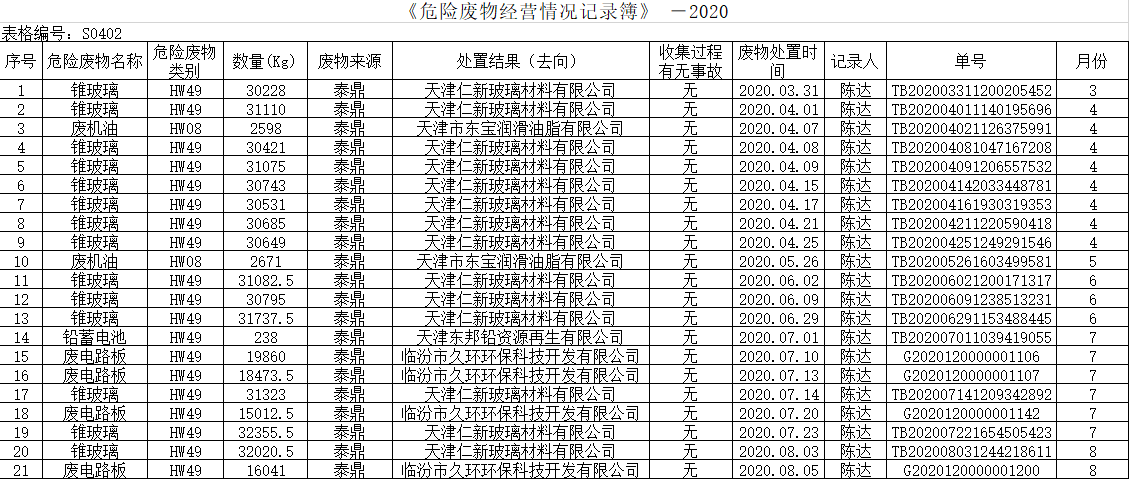 《危险废物经营情况记录簿》 －2020
表格编号：S0402
序号 危险废物名称 危险废物类别 数量(Kg) 废物来源 处置结果（去向） 收集过程有无事故 废物处置时间 记录人 单号 月份
1 锥玻璃 HW49 30228 泰鼎 天津仁新玻璃材料有限公司 无 2020.03.31 陈达 TB202003311200205452 3
2 锥玻璃 HW49 31110 泰鼎 天津仁新玻璃材料有限公司 无 2020.04.01 陈达 TB202004011140195696 4
3 废机油 HW08 2598 泰鼎 天津市东宝润滑油脂有限公司 无 2020.04.07 陈达 TB202004021126375991 4
4 锥玻璃 HW49 30421 泰鼎 天津仁新玻璃材料有限公司 无 2020.04.08 陈达 TB202004081047167208 4
5 锥玻璃 HW49 31075 泰鼎 天津仁新玻璃材料有限公司 无 2020.04.09 陈达 TB202004091206557532 4
6 锥玻璃 HW49 30743 泰鼎 天津仁新玻璃材料有限公司 无 2020.04.15 陈达 TB202004142033448781 4
7 锥玻璃 HW49 30531 泰鼎 天津仁新玻璃材料有限公司 无 2020.04.17 陈达 TB202004161930319353 4
8 锥玻璃 HW49 30685 泰鼎 天津仁新玻璃材料有限公司 无 2020.04.21 陈达 TB202004211220590418 4
9 锥玻璃 HW49 30649 泰鼎 天津仁新玻璃材料有限公司 无 2020.04.25 陈达 TB202004251249291546 4
10 废机油 HW08 2671 泰鼎 天津市东宝润滑油脂有限公司 无 2020.05.26 陈达 TB202005261603499581 5
11 锥玻璃 HW49 31082.5 泰鼎 天津仁新玻璃材料有限公司 无 2020.06.02 陈达 TB202006021200171317 6
12 锥玻璃 HW49 30795 泰鼎 天津仁新玻璃材料有限公司 无 2020.06.09 陈达 TB202006091238513231 6
13 锥玻璃 HW49 31737.5 泰鼎 天津仁新玻璃材料有限公司 无 2020.06.29 陈达 TB202006291153488445 6
14 铅蓄电池 HW49 238 泰鼎 天津东邦铅资源再生有限公司 无 2020.07.01 陈达 TB202007011039419055 7
15 废电路板 HW49 19860 泰鼎 临汾市久环环保科技开发有限公司 无 2020.07.10 陈达 G2020120000001106 7
16 废电路板 HW49 18473.5 泰鼎 临汾市久环环保科技开发有限公司 无 2020.07.13 陈达 G2020120000001107 7
17 锥玻璃 HW49 31323 泰鼎 天津仁新玻璃材料有限公司 无 2020.07.14 陈达 TB202007141209342892 7
18 废电路板 HW49 15012.5 泰鼎 临汾市久环环保科技开发有限公司 无 2020.07.20 陈达 G2020120000001142 7
19 锥玻璃 HW49 32355.5 泰鼎 天津仁新玻璃材料有限公司 无 2020.07.23 陈达 TB202007221654505423 7
20 锥玻璃 HW49 32020.5 泰鼎 天津仁新玻璃材料有限公司 无 2020.08.03 陈达 TB202008031244218611 8
21 废电路板 HW49 16041 泰鼎 临汾市久环环保科技开发有限公司 无 2020.08.05 陈达 G2020120000001200 8